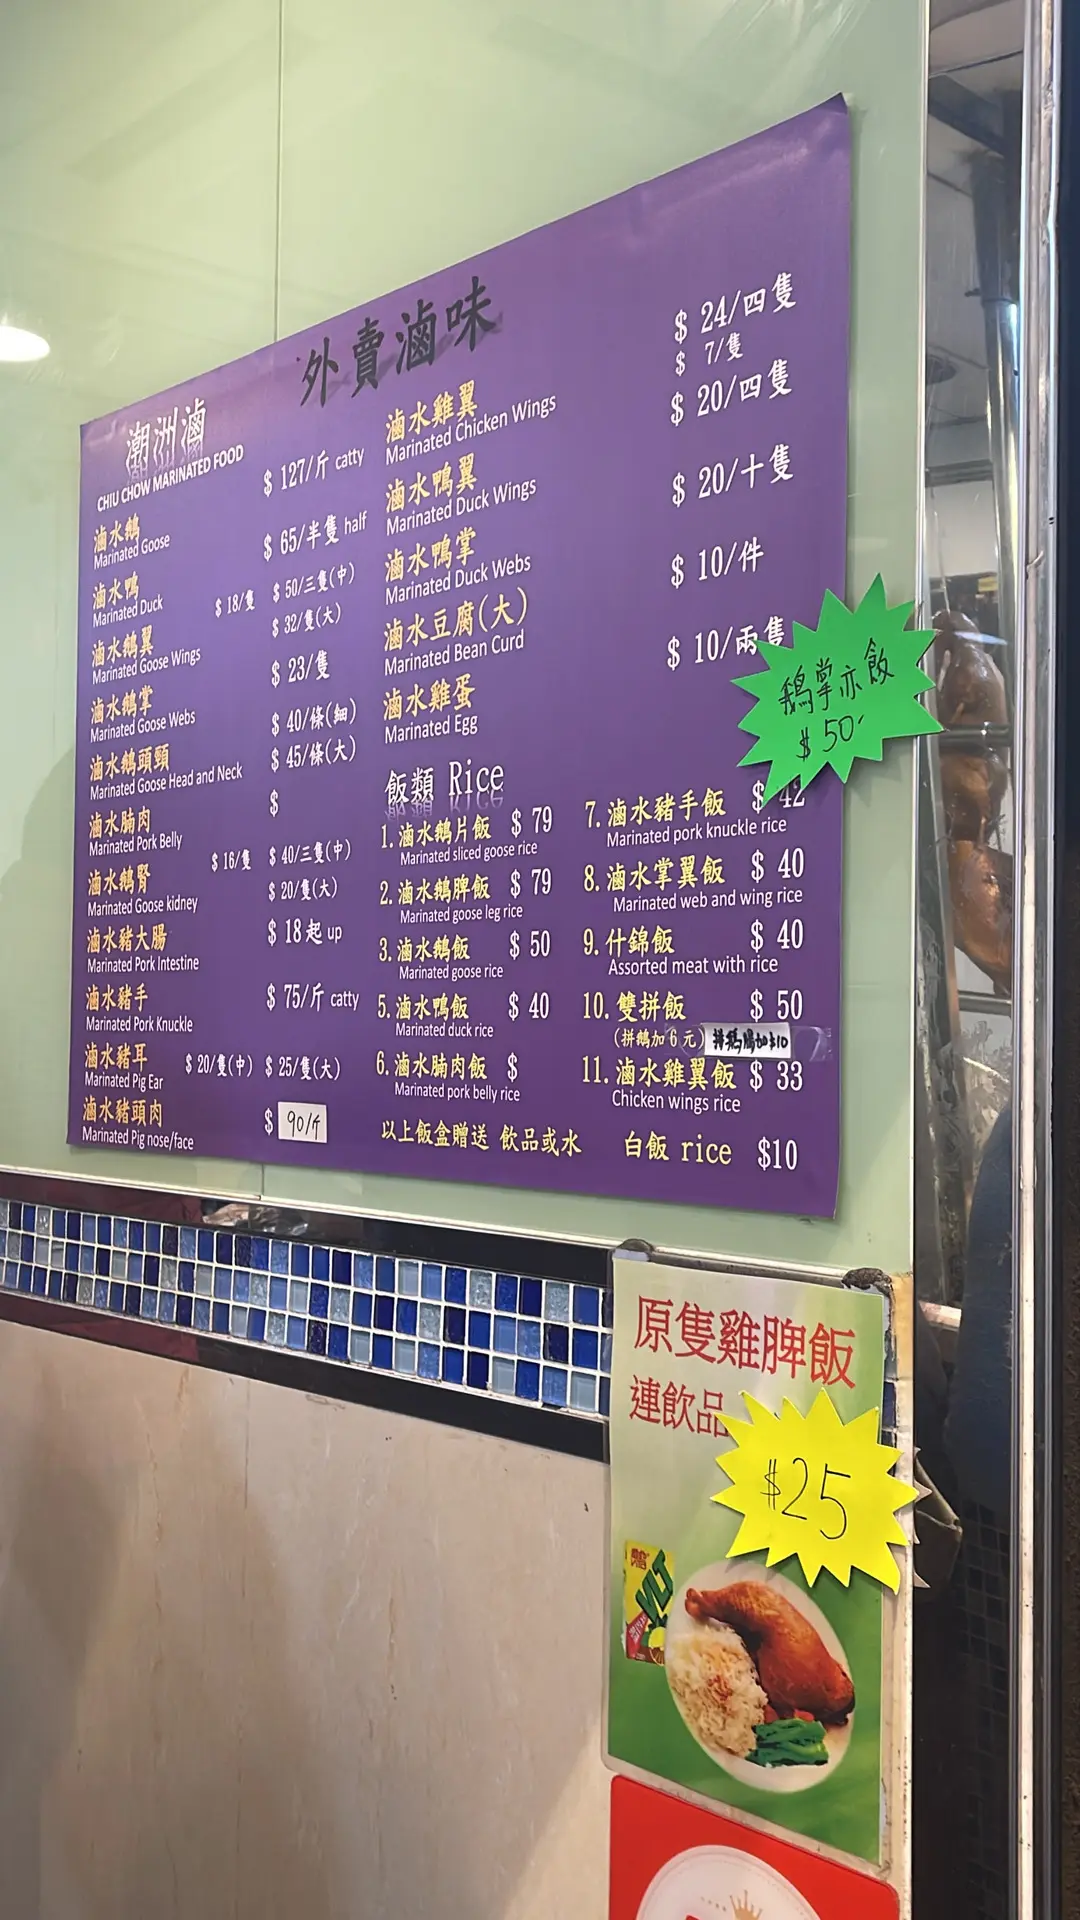 外賣滷味
潮洲滷
CHIU CHOW MARINATED FOOD
滷水鵝 $ 127/斤 catty
Marinated Goose
滷水鴨 $ 65/半隻 half
Marinated Duck
滷水鵝翼 $ 18/隻 $ 50/三隻(中)
$ 32/隻(大)
Marinated Goose Wings
滷水鵝掌 $ 23/隻
Marinated Goose Webs
滷水鵝頭頸 $ 40/條(細)
$ 45/條(大)
Marinated Goose Head and Neck
滷水腩肉 $
Marinated Pork Belly
滷水鵝腎 $ 16/隻 $ 40/三隻(中)
$ 20/隻(大)
Marinated Goose kidney
滷水豬大腸 $ 18起 up
Marinated Pork Intestine
滷水豬手 $ 75/斤 catty
Marinated Pork Knuckle
滷水豬耳 $ 20/隻(中) $ 25/隻(大)
Marinated Pig Ear
滷水豬頭肉 $ 90/斤
Marinated Pig nose/face
滷水雞翼 $ 24/四隻
$ 7/隻
Marinated Chicken Wings
滷水鴨翼 $ 20/四隻
Marinated Duck Wings
滷水鴨掌 $ 20/十隻
Marinated Duck Webs
滷水豆腐(大) $ 10/件
Marinated Bean Curd
滷水雞蛋 $ 10/兩隻
Marinated Egg
鵝掌亦飯
$ 50
飯類 Rice
1. 滷水鵝片飯 $ 79
Marinated sliced goose rice
2. 滷水鵝脾飯 $ 79
Marinated goose leg rice
3. 滷水鵝飯 $ 50
Marinated goose rice
5. 滷水鴨飯 $ 40
Marinated duck rice
6. 滷水腩肉飯 $
Marinated pork belly rice
7. 滷水豬手飯 $ 42
Marinated pork knuckle rice
8. 滷水掌翼飯 $ 40
Marinated web and wing rice
9. 什錦飯 $ 40
Assorted meat with rice
10. 雙拼飯 $ 50
(拼鵝加 6 元) 拼鵝腸加$10
11. 滷水雞翼飯 $ 33
Chicken wings rice
以上飯盒贈送 飲品或水 白飯 rice $10
原隻雞脾飯
連飲品
$25
VLT